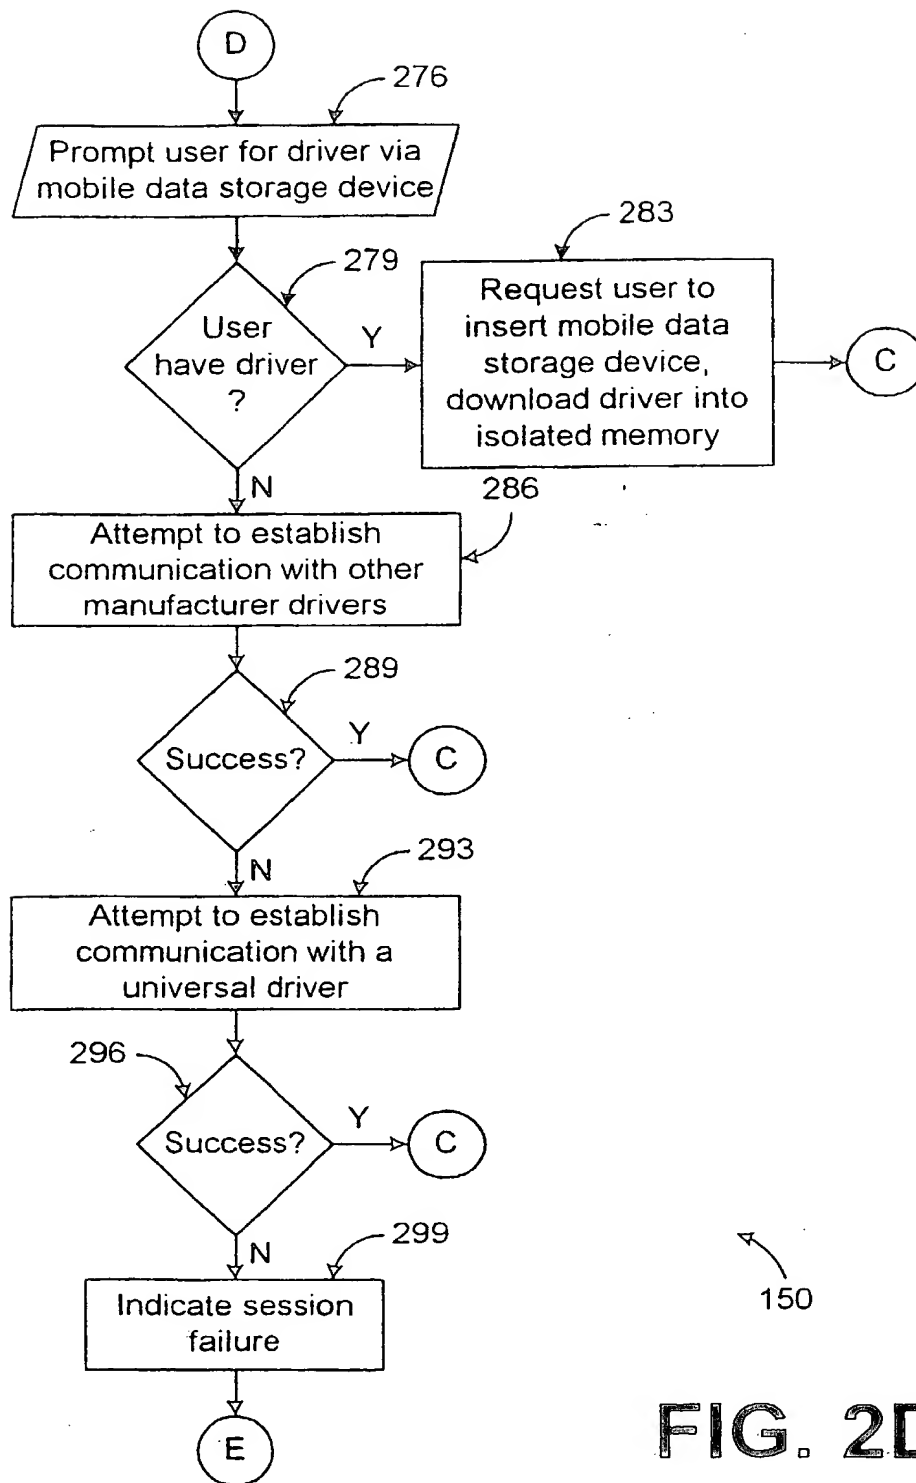 D
276
Prompt user for driver via
mobile data storage device
279
User
have driver
?
Y
283
Request user to
insert mobile data
storage device,
download driver into
isolated memory
C
N
286
Attempt to establish
communication with other
manufacturer drivers
289
Success?
Y
C
N
293
Attempt to establish
communication with a
universal driver
296
Success?
Y
C
N
299
Indicate session
failure
E
150
FIG. 2D